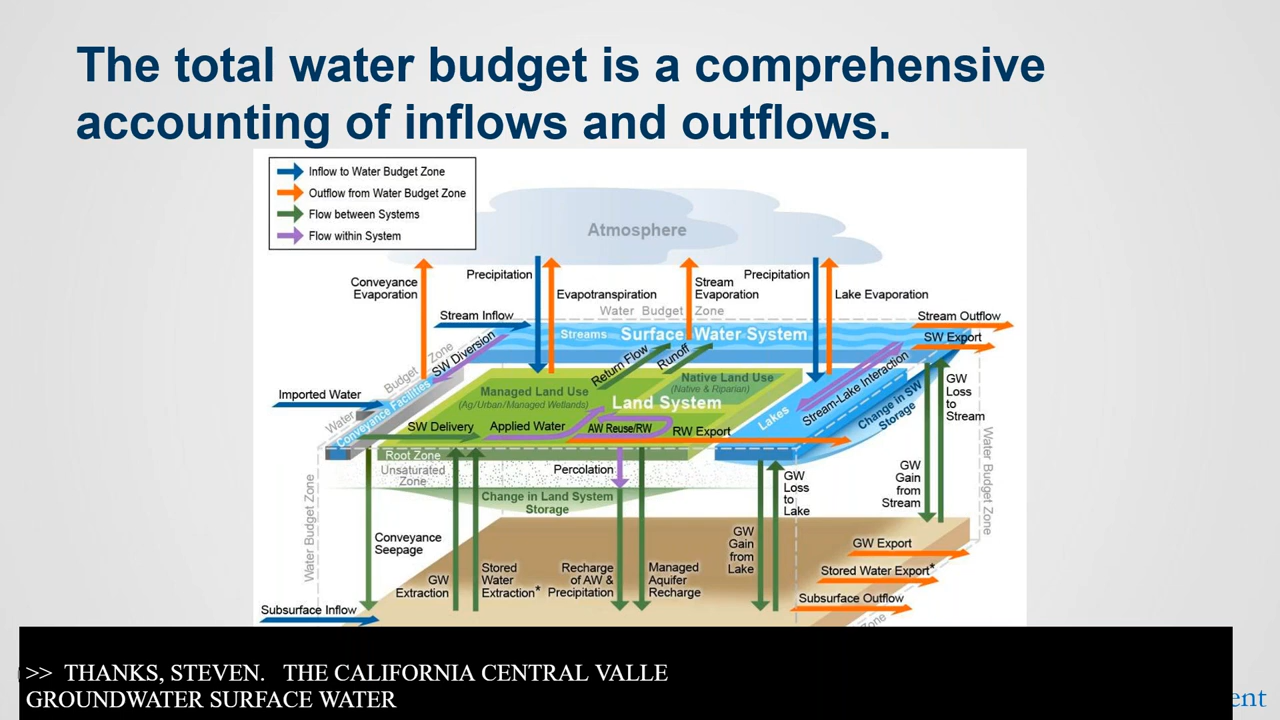 The total water budget is a comprehensive
accounting of inflows and outflows.
Inflow to Water Budget Zone
Outflow from Water Budget Zone
Flow between Systems
Flow within System
Atmosphere
Conveyance
Evaporation
Precipitation
Evapotranspiration
Stream
Evaporation
Precipitation
Lake Evaporation
Water Budget Zone
Stream Inflow
Stream Outflow
Streams
Surface Water System
SW Export
SW Diversion
Budget Zone
Return Flow
Runoff
Stream-Lake Interaction
GW
Loss
to
Stream
Imported Water
Water
Conveyance Facilities
Managed Land Use
(Ag/Urban/Managed Wetlands)
Native Land Use
(Native & Riparian)
Land System
Lakes
Change in SW
Storage
SW Delivery
Applied Water
AW Reuse/RW
RW Export
Root Zone
Unsaturated
Zone
Percolation
Change in Land System
Storage
GW
Loss
to
Lake
GW
Gain
from
Stream
Water Budget Zone
Water Budget Zone
Conveyance
Seepage
GW
Extraction
Stored
Water
Extraction*
Recharge
of AW &
Precipitation
Managed
Aquifer
Recharge
GW
Gain
from
Lake
GW Export
Stored Water Export*
Subsurface Outflow
Subsurface Inflow
Zone
>> THANKS, STEVEN. THE CALIFORNIA CENTRAL VALLE
GROUNDWATER SURFACE WATER
ent